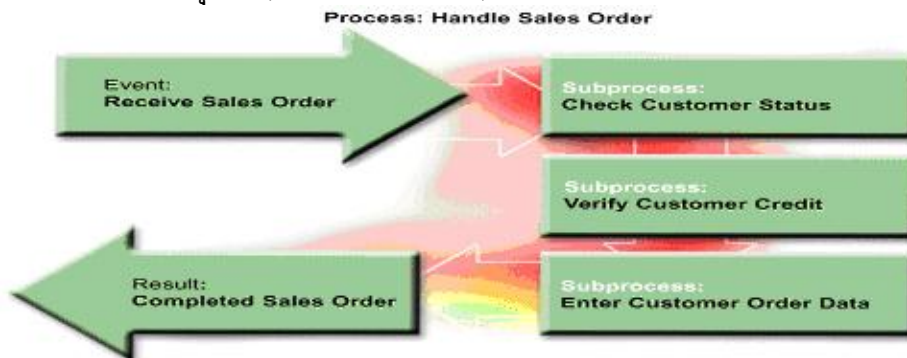 Process: Handle Sales Order
Event:
Receive Sales Order
Subprocess:
Check Customer Status
Subprocess:
Verify Customer Credit
Subprocess:
Enter Customer Order Data
Result:
Completed Sales Order